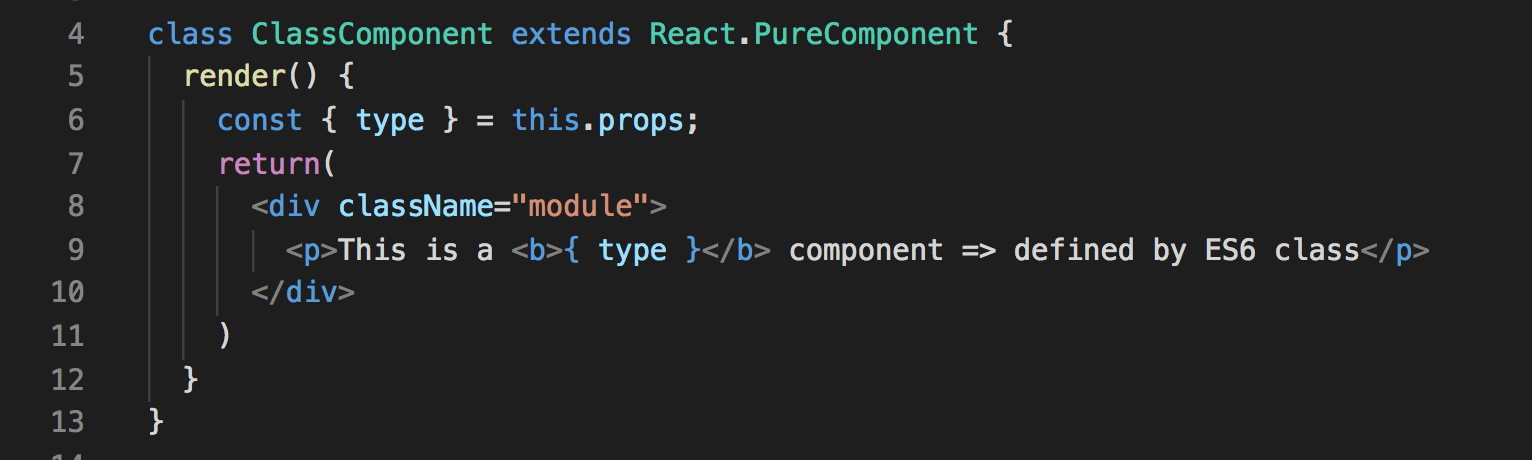 4 class ClassComponent extends React.PureComponent {
5 render() {
6 const { type } = this.props;
7 return(
8 <div className="module">
9 <p>This is a <b>{ type }</b> component => defined by ES6 class</p>
10 </div>
11 )
12 }
13 }